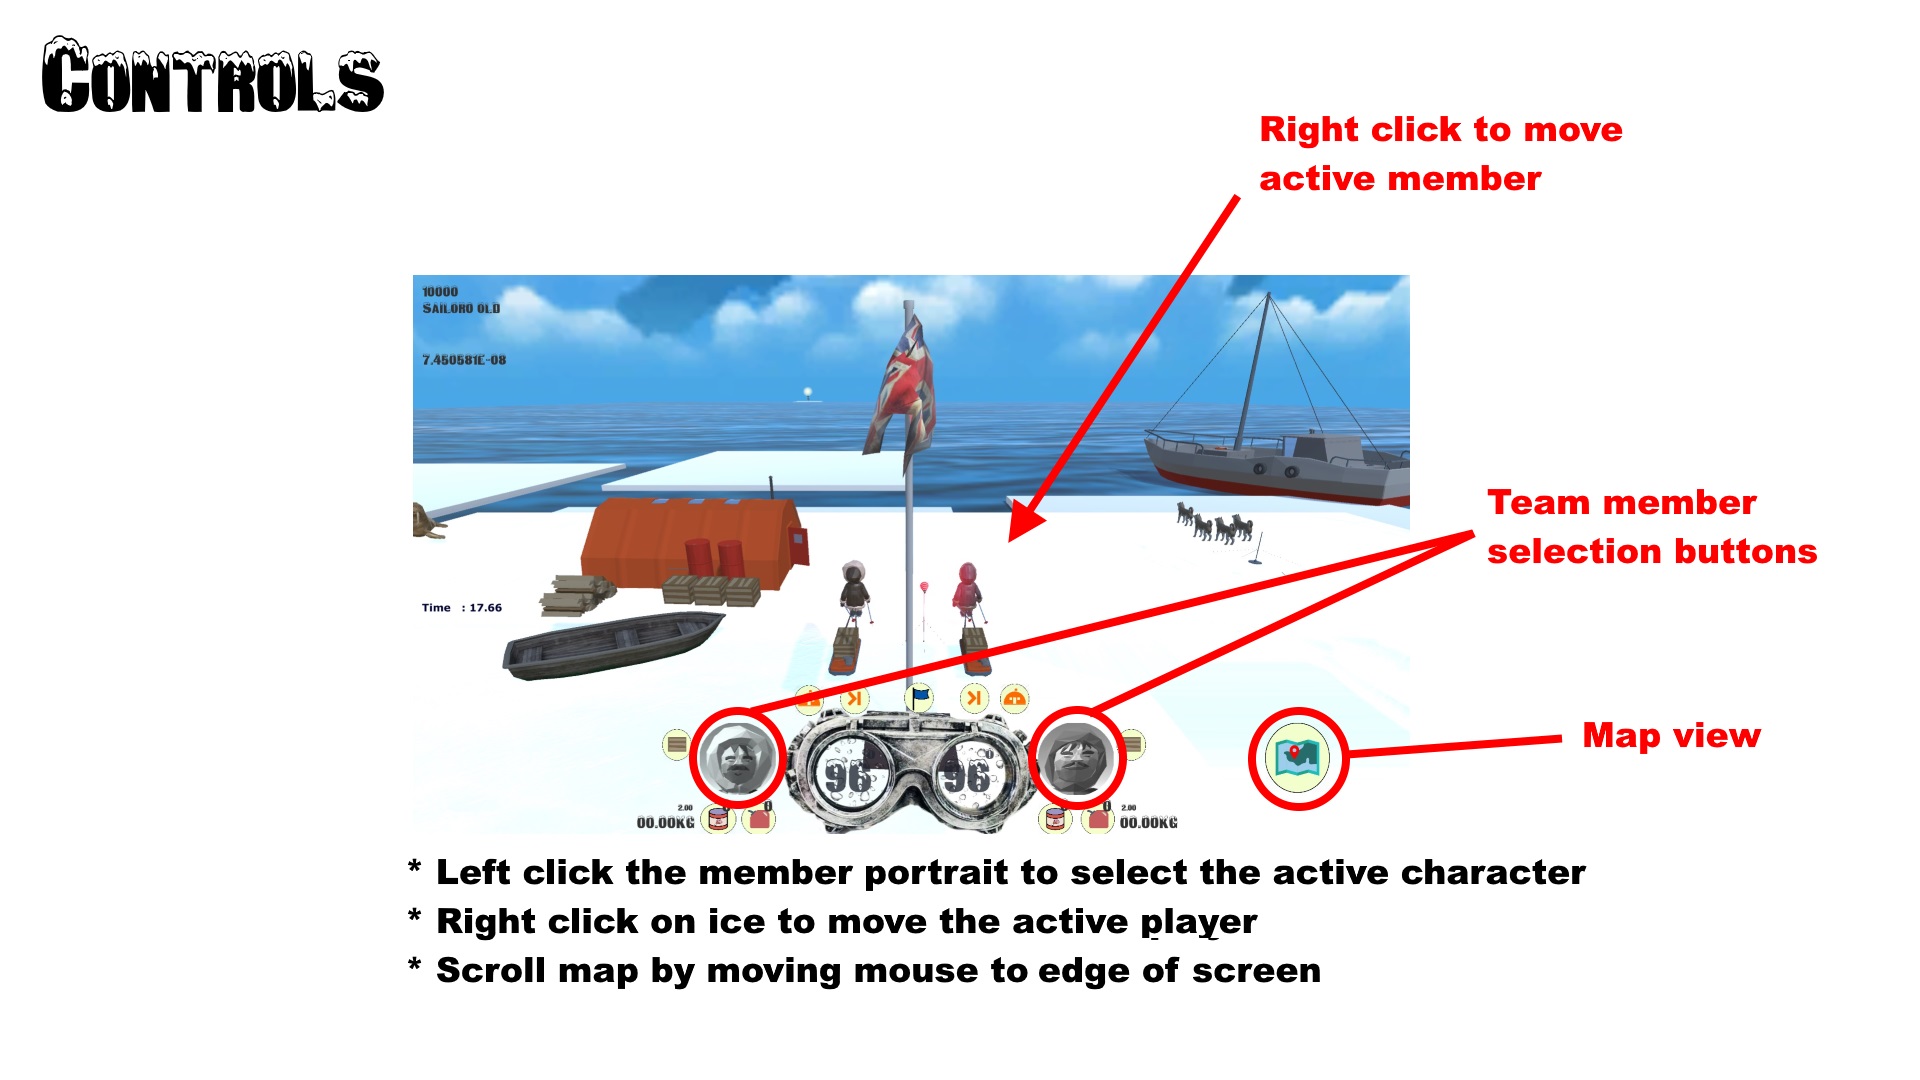 CONTROLS
Right click to move
active member
10000
SAILORO OLD
7.450581E-08
Team member
selection buttons
Time : 17.66
Map view
96 96
0
2.00 0 2.00
00.00KG 00.00KG
* Left click the member portrait to select the active character
* Right click on ice to move the active player
* Scroll map by moving mouse to edge of screen